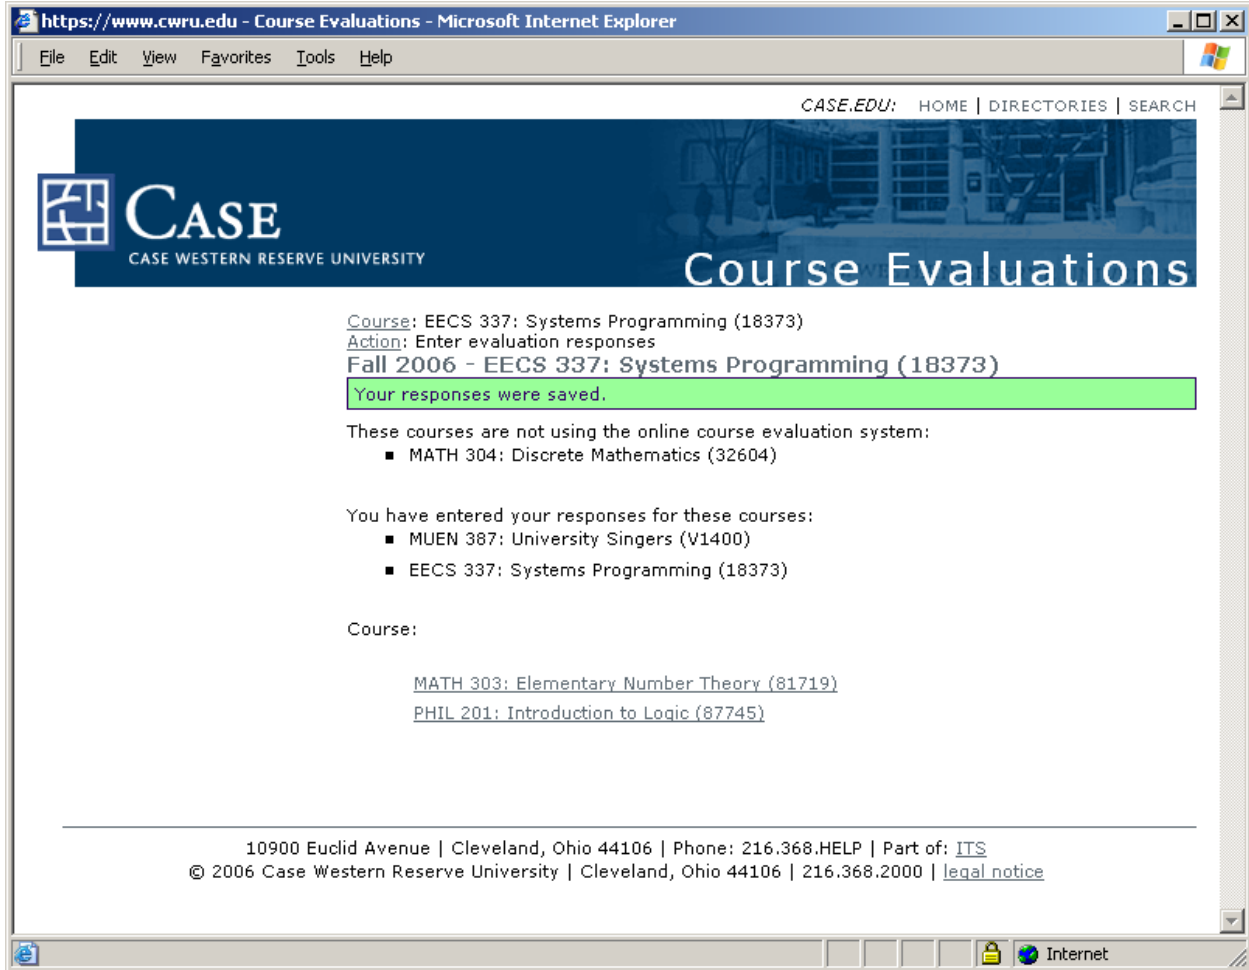 https://www.cwru.edu - Course Evaluations - Microsoft Internet Explorer
File Edit View Favorites Tools Help
CASE.EDU: HOME | DIRECTORIES | SEARCH
CASE
CASE WESTERN RESERVE UNIVERSITY
Course Evaluations
Course: EECS 337: Systems Programming (18373)
Action: Enter evaluation responses
Fall 2006 - EECS 337: Systems Programming (18373)
Your responses were saved.
These courses are not using the online course evaluation system:
MATH 304: Discrete Mathematics (32604)
You have entered your responses for these courses:
MUEN 387: University Singers (V1400)
EECS 337: Systems Programming (18373)
Course:
MATH 303: Elementary Number Theory (81719)
PHIL 201: Introduction to Logic (87745)
10900 Euclid Avenue | Cleveland, Ohio 44106 | Phone: 216.368.HELP | Part of: ITS
© 2006 Case Western Reserve University | Cleveland, Ohio 44106 | 216.368.2000 | legal notice
Internet